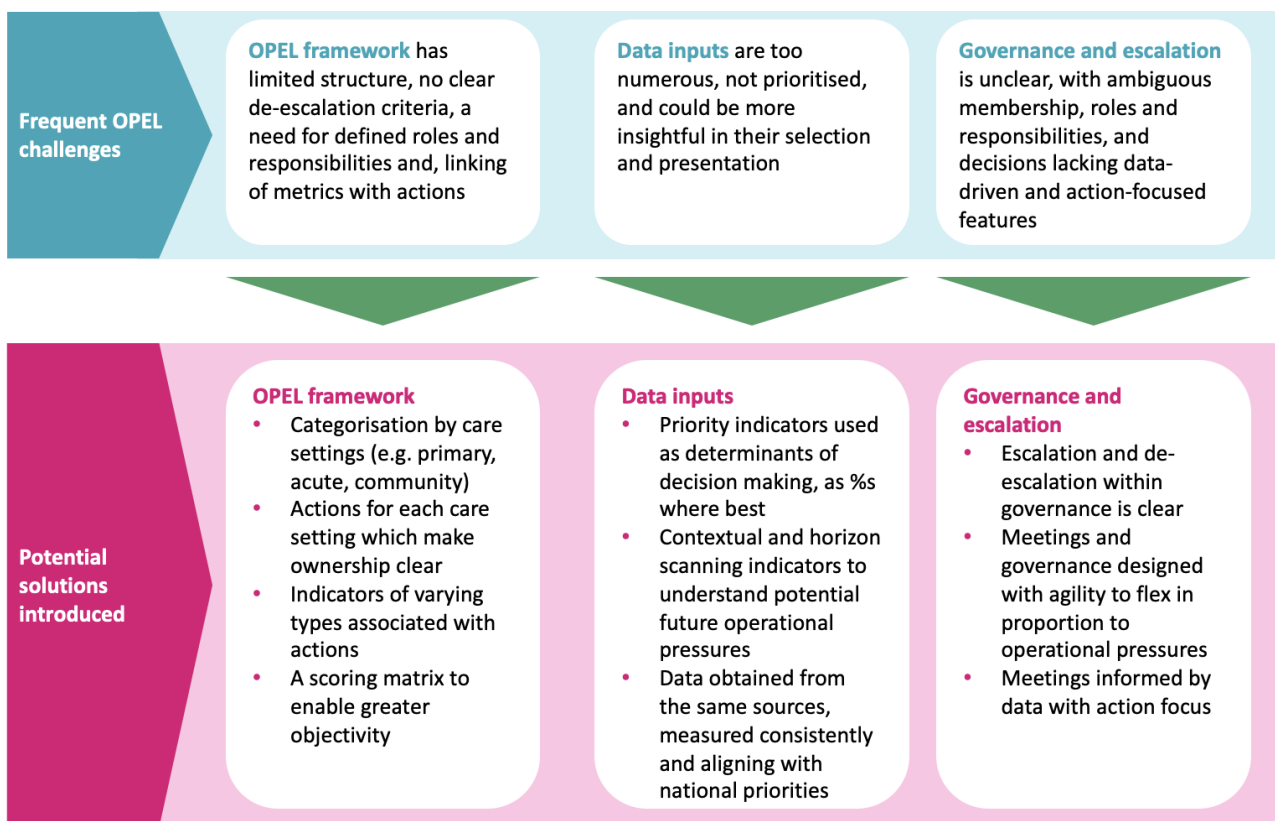 Frequent OPEL
challenges
OPEL framework has
limited structure, no clear
de-escalation criteria, a
need for defined roles and
responsibilities and, linking
of metrics with actions
Data inputs are too
numerous, not prioritised,
and could be more
insightful in their selection
and presentation
Governance and escalation
is unclear, with ambiguous
membership, roles and
responsibilities, and
decisions lacking data-
driven and action-focused
features
Potential
solutions
introduced
OPEL framework
• Categorisation by care
settings (e.g. primary,
acute, community)
• Actions for each care
setting which make
ownership clear
• Indicators of varying
types associated with
actions
• A scoring matrix to
enable greater
objectivity
Data inputs
• Priority indicators used
as determinants of
decision making, as %s
where best
• Contextual and horizon
scanning indicators to
understand potential
future operational
pressures
• Data obtained from
the same sources,
measured consistently
and aligning with
national priorities
Governance and
escalation
• Escalation and de-
escalation within
governance is clear
• Meetings and
governance designed
with agility to flex in
proportion to
operational pressures
• Meetings informed by
data with action focus